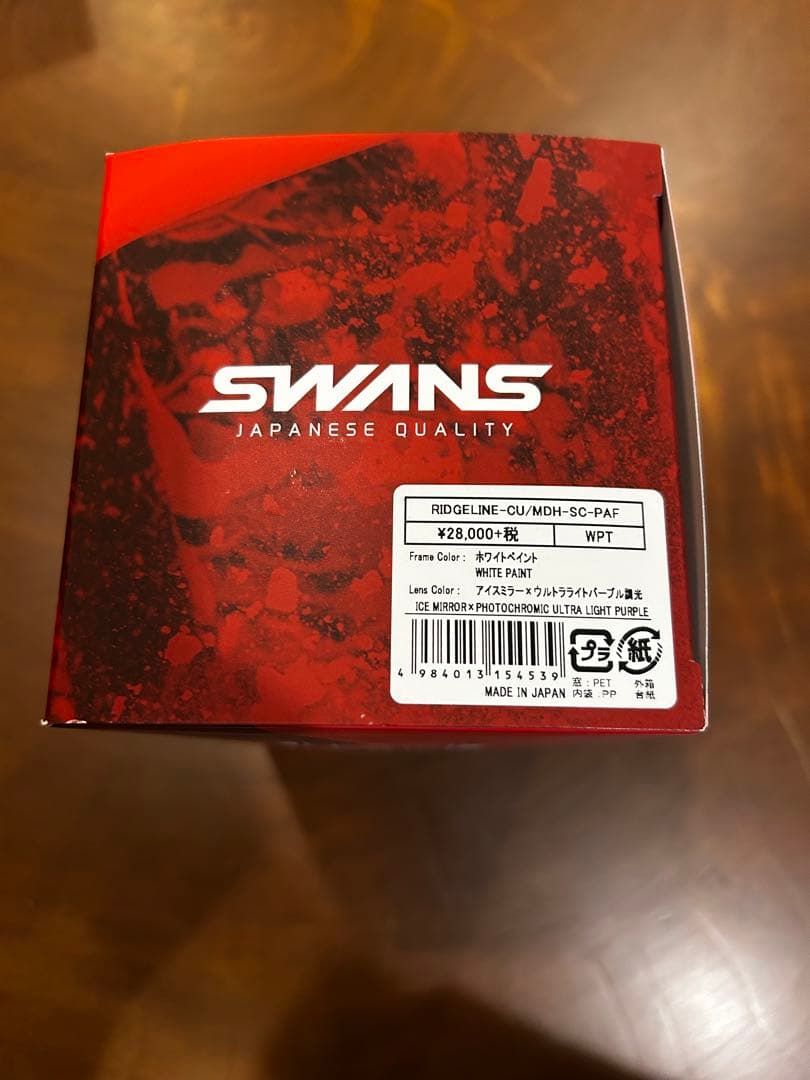 SWANS
JAPANESE QUALITY
RIDGELINE-CU/MDH-SC-PAF
¥28,000+税 WPT
Frame Color: ホワイトペイント
WHITE PAINT
Lens Color: アイスミラー×ウルトラライトパープル調光
ICE MIRROR×PHOTOCHROMIC ULTRA LIGHT PURPLE
プラ 紙
4 984013 154539
窓:PET 外箱
MADE IN JAPAN 内袋:PP 台紙